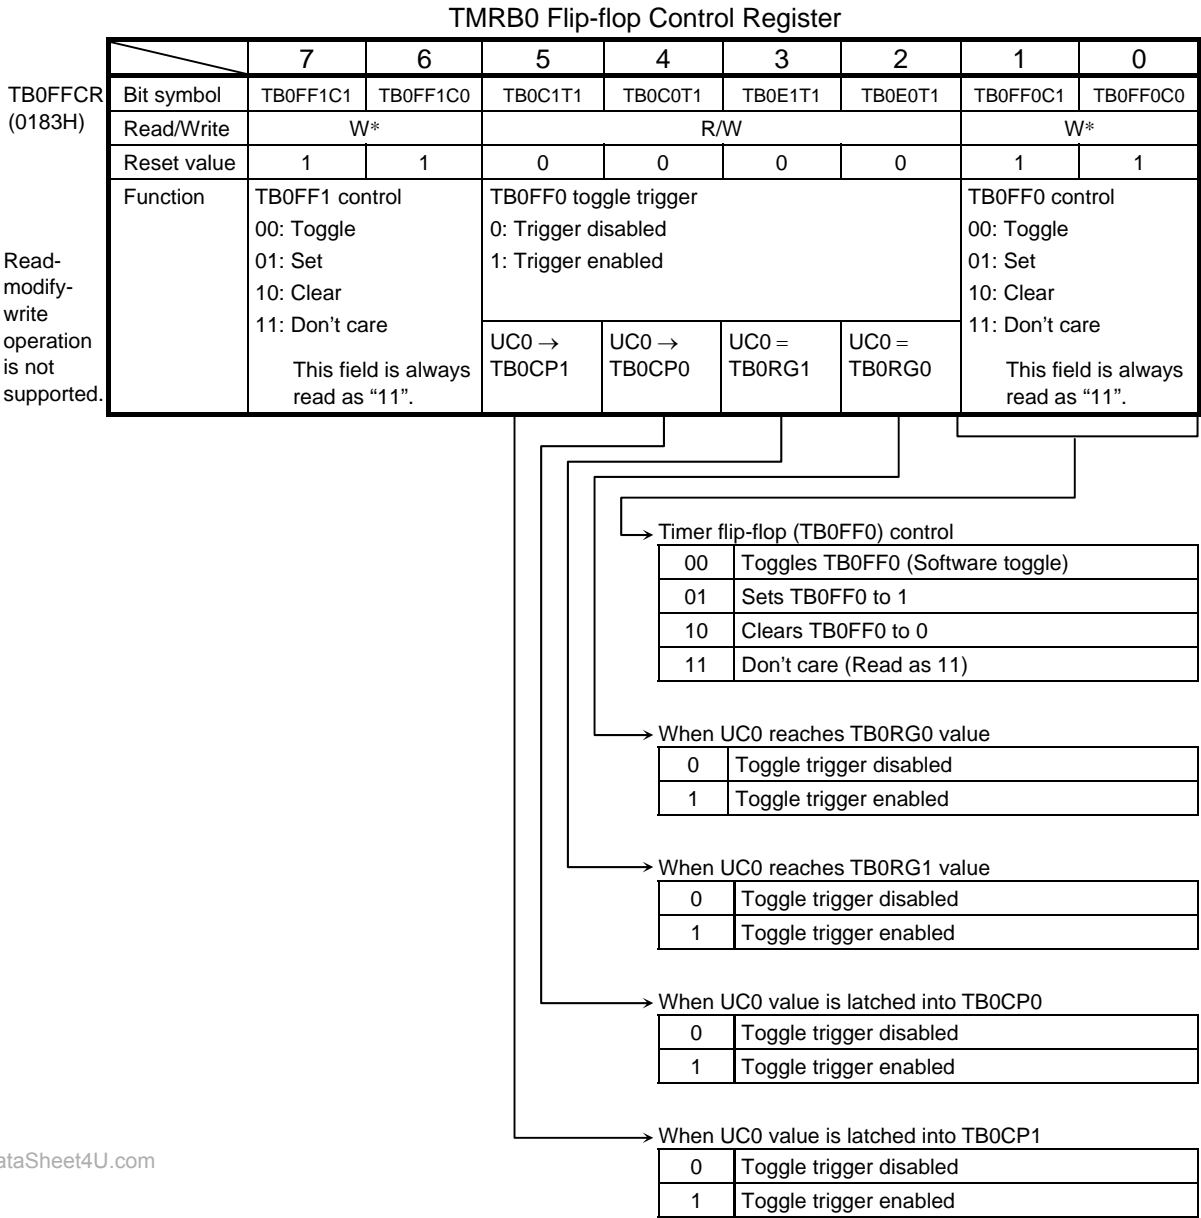 TMRB0 Flip-flop Control Register
7 6 5 4 3 2 1 0
TB0FFCR
(0183H)
Bit symbol TB0FF1C1 TB0FF1C0 TB0C1T1 TB0C0T1 TB0E1T1 TB0E0T1 TB0FF0C1 TB0FF0C0
Read/Write W* R/W W*
Reset value 1 1 0 0 0 0 1 1
Read-
modify-
write
operation
is not
supported.
Function
TB0FF1 control
00: Toggle
01: Set
10: Clear
11: Don't care
This field is always
read as “11”.
TB0FF0 toggle trigger
0: Trigger disabled
1: Trigger enabled
UC0 →
TB0CP1
UC0 →
TB0CP0
UC0 =
TB0RG1
UC0 =
TB0RG0
TB0FF0 control
00: Toggle
01: Set
10: Clear
11: Don't care
This field is always
read as “11”.
Timer flip-flop (TB0FF0) control
00 Toggles TB0FF0 (Software toggle)
01 Sets TB0FF0 to 1
10 Clears TB0FF0 to 0
11 Don't care (Read as 11)
When UC0 reaches TB0RG0 value
0 Toggle trigger disabled
1 Toggle trigger enabled
When UC0 reaches TB0RG1 value
0 Toggle trigger disabled
1 Toggle trigger enabled
When UC0 value is latched into TB0CP0
0 Toggle trigger disabled
1 Toggle trigger enabled
When UC0 value is latched into TB0CP1
0 Toggle trigger disabled
1 Toggle trigger enabled
ataSheet4U.com